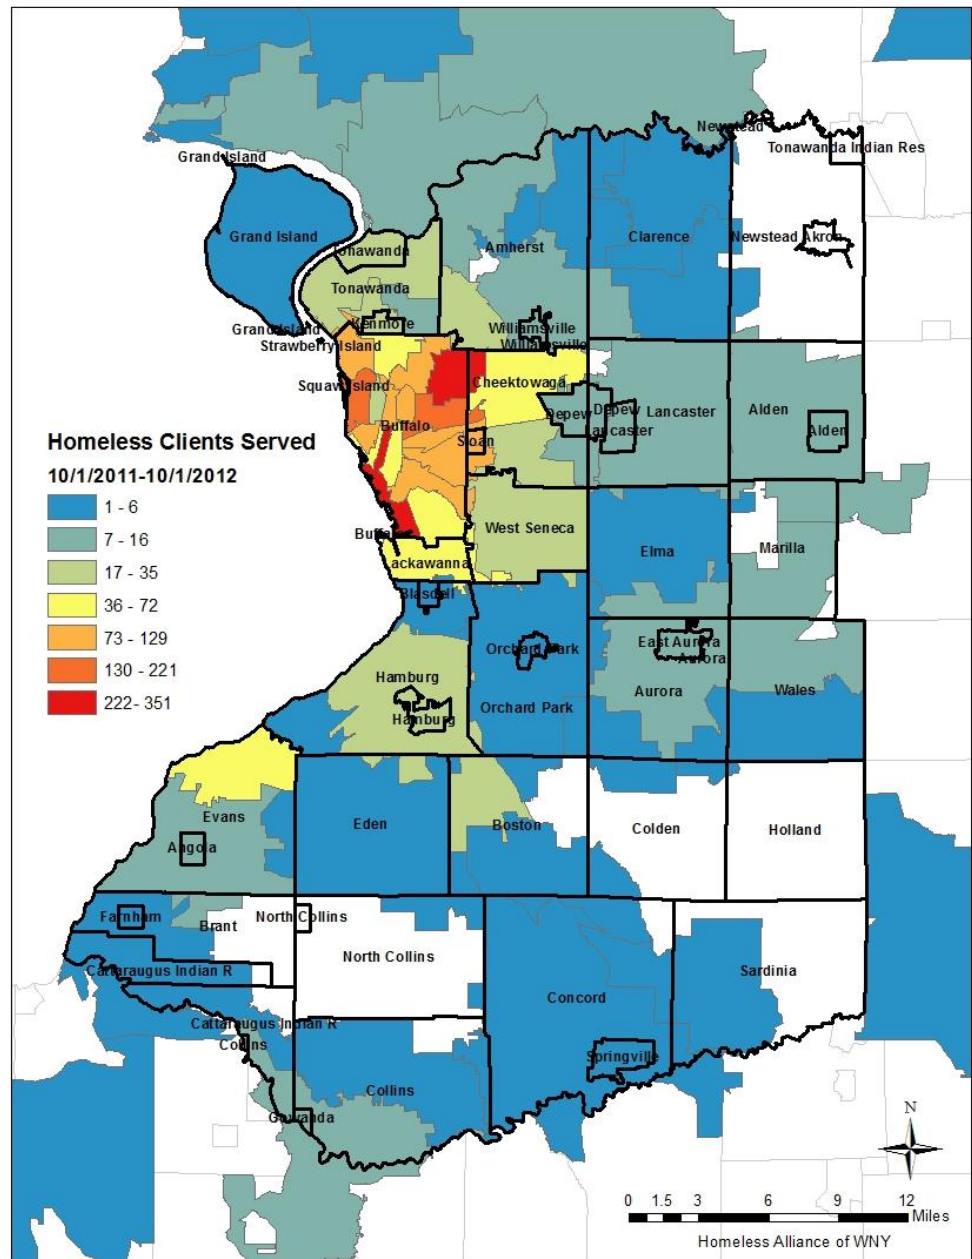 Newstead
Tonawanda Indian Res
Grand Island
Grand Island
Tonawanda
Amherst
Clarence
Newstead Akron
Tonawanda
Kenmore
Grand Island
Strawberry Island
Williamsville
Williamsville
Squaw Island
Cheektowaga
Buffalo
Depew
Depew
Lancaster
Lancaster
Alden
Alden
Sloan
Homeless Clients Served
10/1/2011-10/1/2012
1 - 6
7 - 16
17 - 35
36 - 72
73 - 129
130 - 221
222- 351
West Seneca
Buffalo
Elma
Marilla
Lackawanna
Blasdell
Orchard Park
East Aurora
Aurora
Hamburg
Hamburg
Orchard Park
Aurora
Wales
Evans
Eden
Boston
Colden
Holland
Angola
Farnham
Brant
North Collins
North Collins
Cattaraugus Indian R
Sardinia
Concord
Cattaraugus Indian R
Collins
Springville
Collins
Gowanda
N
0 1.5 3 6 9 12
Miles
Homeless Alliance of WNY